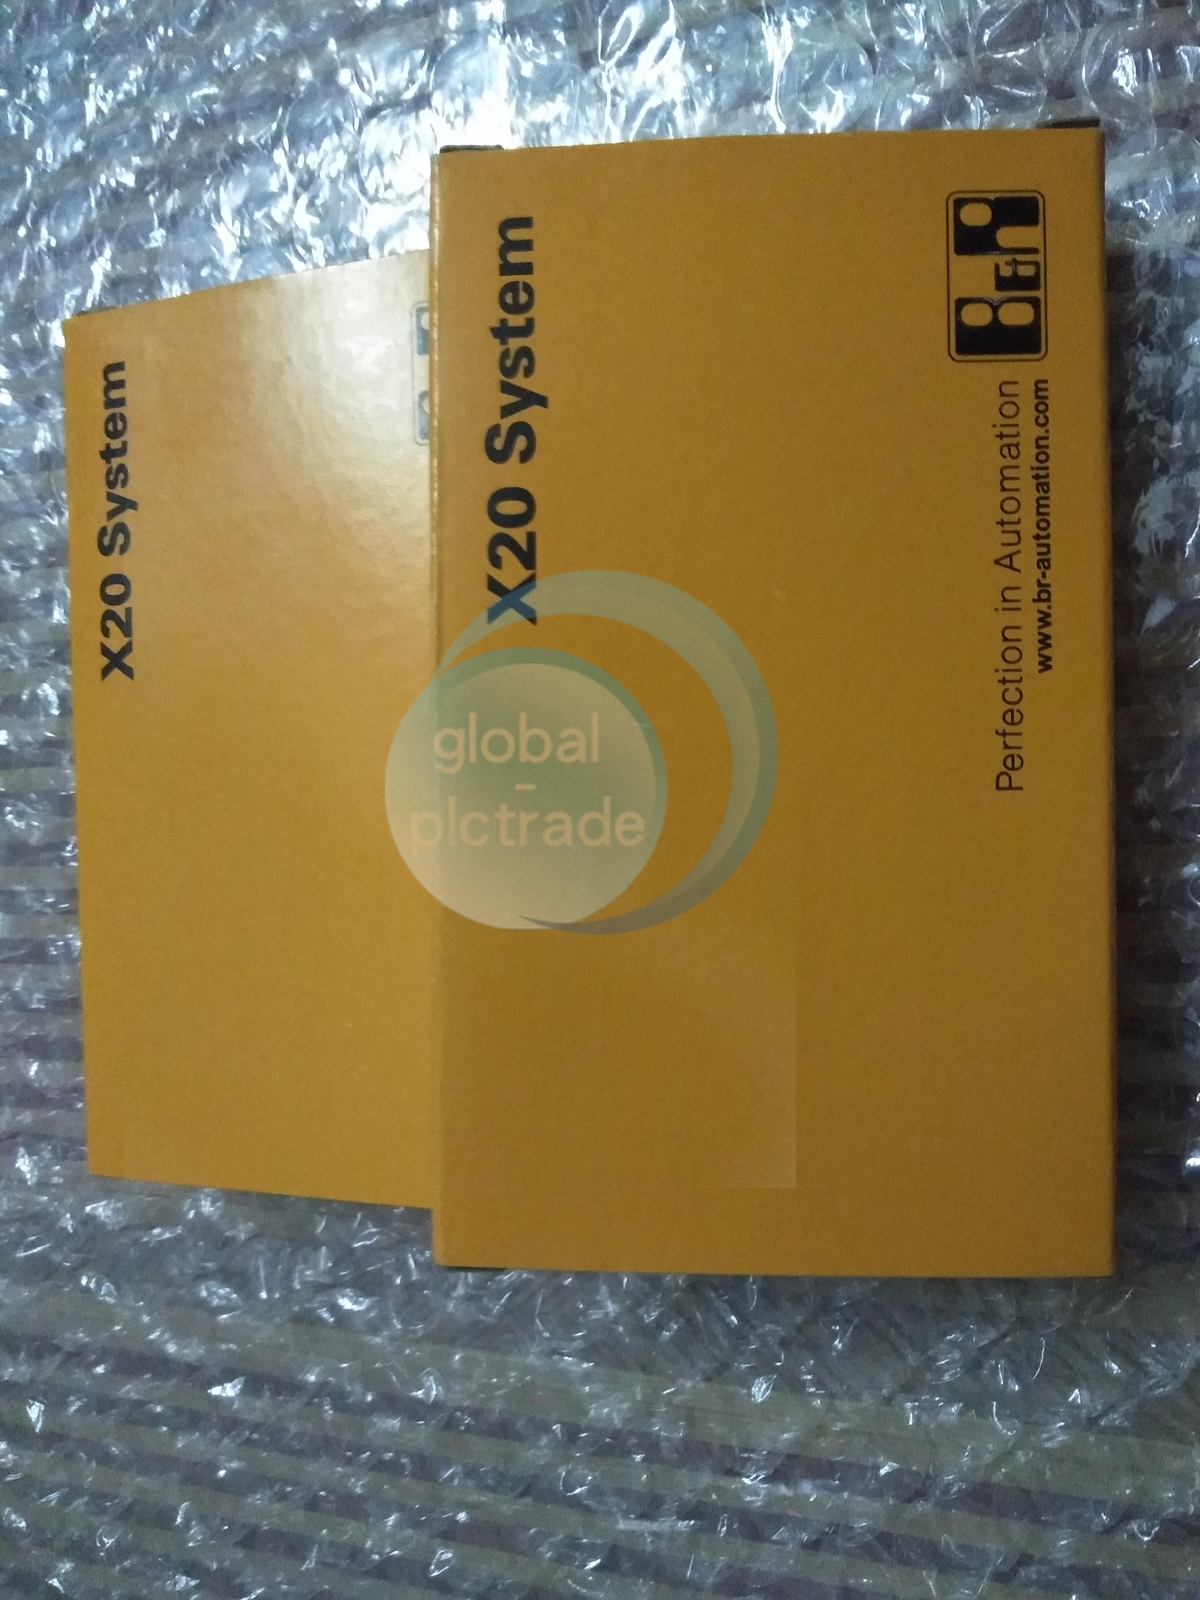 X20 System
X20 System
B&R
Perfection in Automation
www.br-automation.com
global
-
plctrade